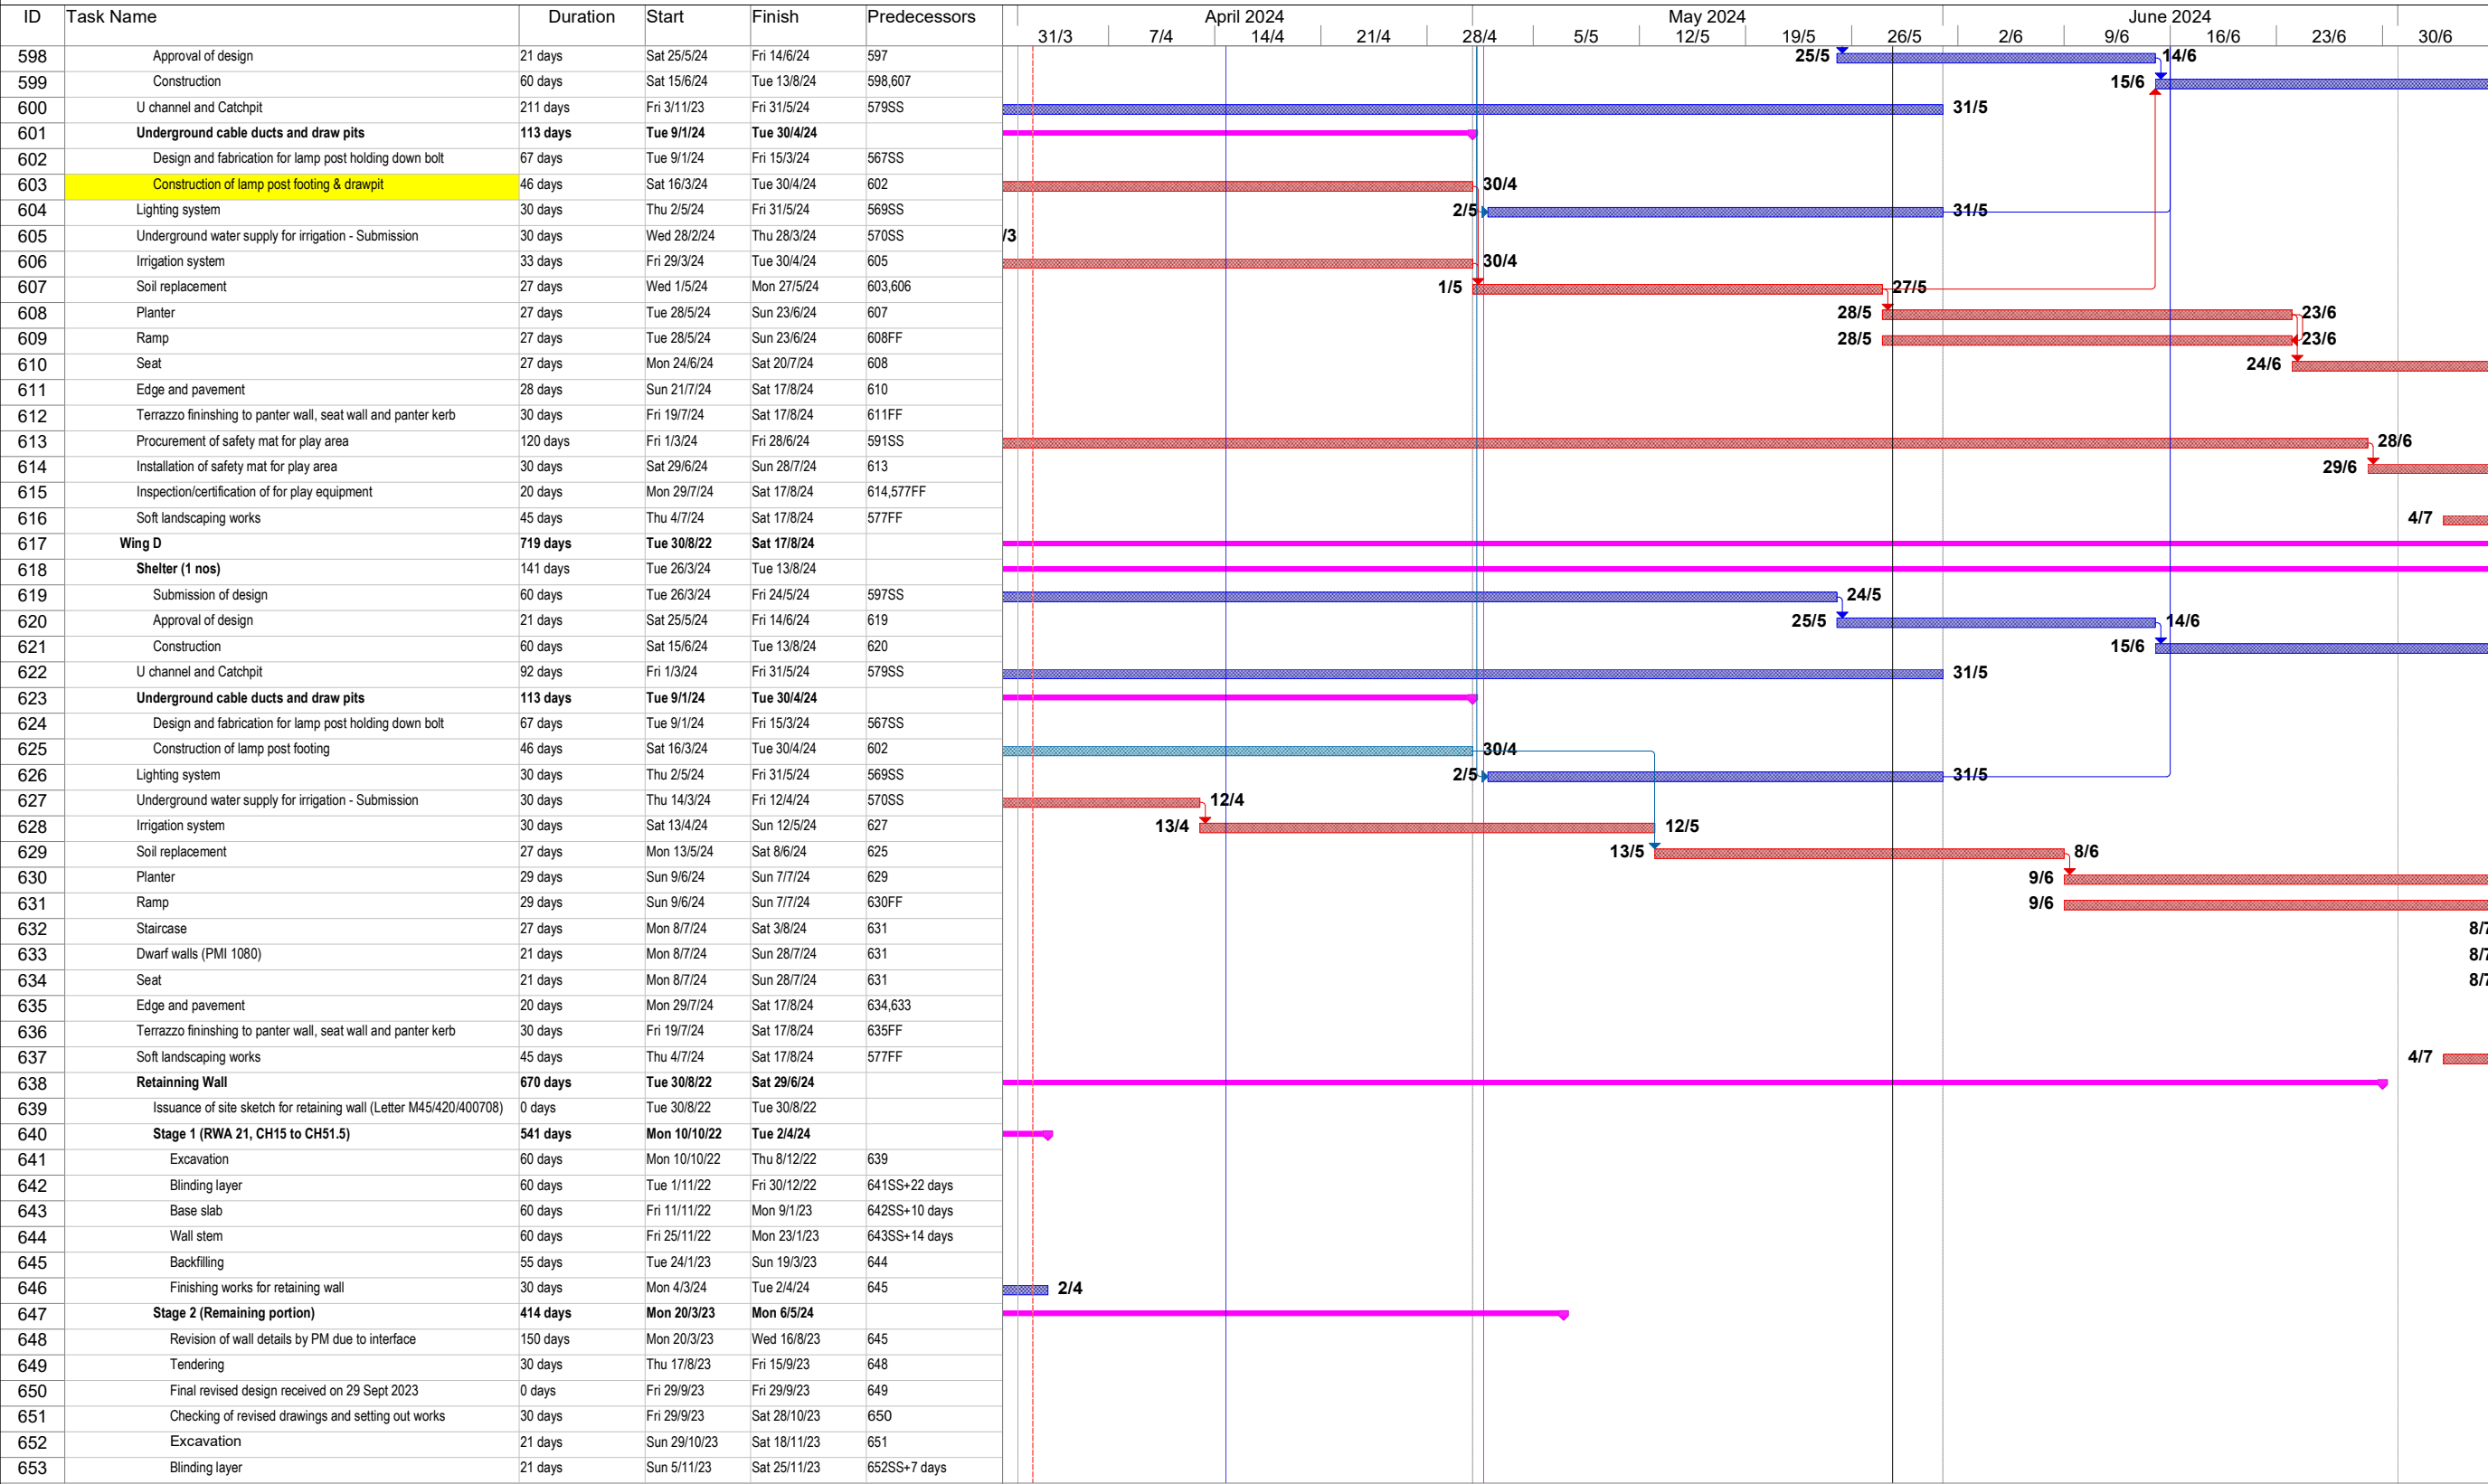 ID Task Name Duration Start Finish Predecessors April 2024 May 2024 June 2024
31/3 7/4 14/4 21/4 28/4 5/5 12/5 19/5 26/5 2/6 9/6 16/6 23/6 30/6
598 Approval of design 21 days Sat 25/5/24 Fri 14/6/24 597 25/5 14/6
599 Construction 60 days Sat 15/6/24 Tue 13/8/24 598,607 15/6
600 U channel and Catchpit 211 days Fri 3/11/23 Fri 31/5/24 579SS 31/5
601 Underground cable ducts and draw pits 113 days Tue 9/1/24 Tue 30/4/24
602 Design and fabrication for lamp post holding down bolt 67 days Tue 9/1/24 Fri 15/3/24 567SS
603 Construction of lamp post footing & drawpit 46 days Sat 16/3/24 Tue 30/4/24 602 30/4
604 Lighting system 30 days Thu 2/5/24 Fri 31/5/24 569SS 2/5 31/5
605 Underground water supply for irrigation - Submission 30 days Wed 28/2/24 Thu 28/3/24 570SS /3
606 Irrigation system 33 days Fri 29/3/24 Tue 30/4/24 605 30/4
607 Soil replacement 27 days Wed 1/5/24 Mon 27/5/24 603,606 1/5 27/5
608 Planter 27 days Tue 28/5/24 Sun 23/6/24 607 28/5 23/6
609 Ramp 27 days Tue 28/5/24 Sun 23/6/24 608FF 28/5 23/6
610 Seat 27 days Mon 24/6/24 Sat 20/7/24 608 24/6
611 Edge and pavement 28 days Sun 21/7/24 Sat 17/8/24 610
612 Terrazzo fininshing to panter wall, seat wall and panter kerb 30 days Fri 19/7/24 Sat 17/8/24 611FF
613 Procurement of safety mat for play area 120 days Fri 1/3/24 Fri 28/6/24 591SS 28/6
614 Installation of safety mat for play area 30 days Sat 29/6/24 Sun 28/7/24 613 29/6
615 Inspection/certification of for play equipment 20 days Mon 29/7/24 Sat 17/8/24 614,577FF
616 Soft landscaping works 45 days Thu 4/7/24 Sat 17/8/24 577FF 4/7
617 Wing D 719 days Tue 30/8/22 Sat 17/8/24
618 Shelter (1 nos) 141 days Tue 26/3/24 Tue 13/8/24
619 Submission of design 60 days Tue 26/3/24 Fri 24/5/24 597SS 24/5
620 Approval of design 21 days Sat 25/5/24 Fri 14/6/24 619 25/5 14/6
621 Construction 60 days Sat 15/6/24 Tue 13/8/24 620 15/6
622 U channel and Catchpit 92 days Fri 1/3/24 Fri 31/5/24 579SS 31/5
623 Underground cable ducts and draw pits 113 days Tue 9/1/24 Tue 30/4/24
624 Design and fabrication for lamp post holding down bolt 67 days Tue 9/1/24 Fri 15/3/24 567SS
625 Construction of lamp post footing 46 days Sat 16/3/24 Tue 30/4/24 602 30/4
626 Lighting system 30 days Thu 2/5/24 Fri 31/5/24 569SS 2/5 31/5
627 Underground water supply for irrigation - Submission 30 days Thu 14/3/24 Fri 12/4/24 570SS 12/4
628 Irrigation system 30 days Sat 13/4/24 Sun 12/5/24 627 13/4 12/5
629 Soil replacement 27 days Mon 13/5/24 Sat 8/6/24 625 13/5 8/6
630 Planter 29 days Sun 9/6/24 Sun 7/7/24 629 9/6
631 Ramp 29 days Sun 9/6/24 Sun 7/7/24 630FF 9/6
632 Staircase 27 days Mon 8/7/24 Sat 3/8/24 631 8/7
633 Dwarf walls (PMI 1080) 21 days Mon 8/7/24 Sun 28/7/24 631 8/7
634 Seat 21 days Mon 8/7/24 Sun 28/7/24 631 8/7
635 Edge and pavement 20 days Mon 29/7/24 Sat 17/8/24 634,633
636 Terrazzo fininshing to panter wall, seat wall and panter kerb 30 days Fri 19/7/24 Sat 17/8/24 635FF
637 Soft landscaping works 45 days Thu 4/7/24 Sat 17/8/24 577FF 4/7
638 Retainning Wall 670 days Tue 30/8/22 Sat 29/6/24
639 Issuance of site sketch for retaining wall (Letter M45/420/400708) 0 days Tue 30/8/22 Tue 30/8/22
640 Stage 1 (RWA 21, CH15 to CH51.5) 541 days Mon 10/10/22 Tue 2/4/24
641 Excavation 60 days Mon 10/10/22 Thu 8/12/22 639
642 Blinding layer 60 days Tue 1/11/22 Fri 30/12/22 641SS+22 days
643 Base slab 60 days Fri 11/11/22 Mon 9/1/23 642SS+10 days
644 Wall stem 60 days Fri 25/11/22 Mon 23/1/23 643SS+14 days
645 Backfilling 55 days Tue 24/1/23 Sun 19/3/23 644
646 Finishing works for retaining wall 30 days Mon 4/3/24 Tue 2/4/24 645 2/4
647 Stage 2 (Remaining portion) 414 days Mon 20/3/23 Mon 6/5/24
648 Revision of wall details by PM due to interface 150 days Mon 20/3/23 Wed 16/8/23 645
649 Tendering 30 days Thu 17/8/23 Fri 15/9/23 648
650 Final revised design received on 29 Sept 2023 0 days Fri 29/9/23 Fri 29/9/23 649
651 Checking of revised drawings and setting out works 30 days Fri 29/9/23 Sat 28/10/23 650
652 Excavation 21 days Sun 29/10/23 Sat 18/11/23 651
653 Blinding layer 21 days Sun 5/11/23 Sat 25/11/23 652SS+7 days